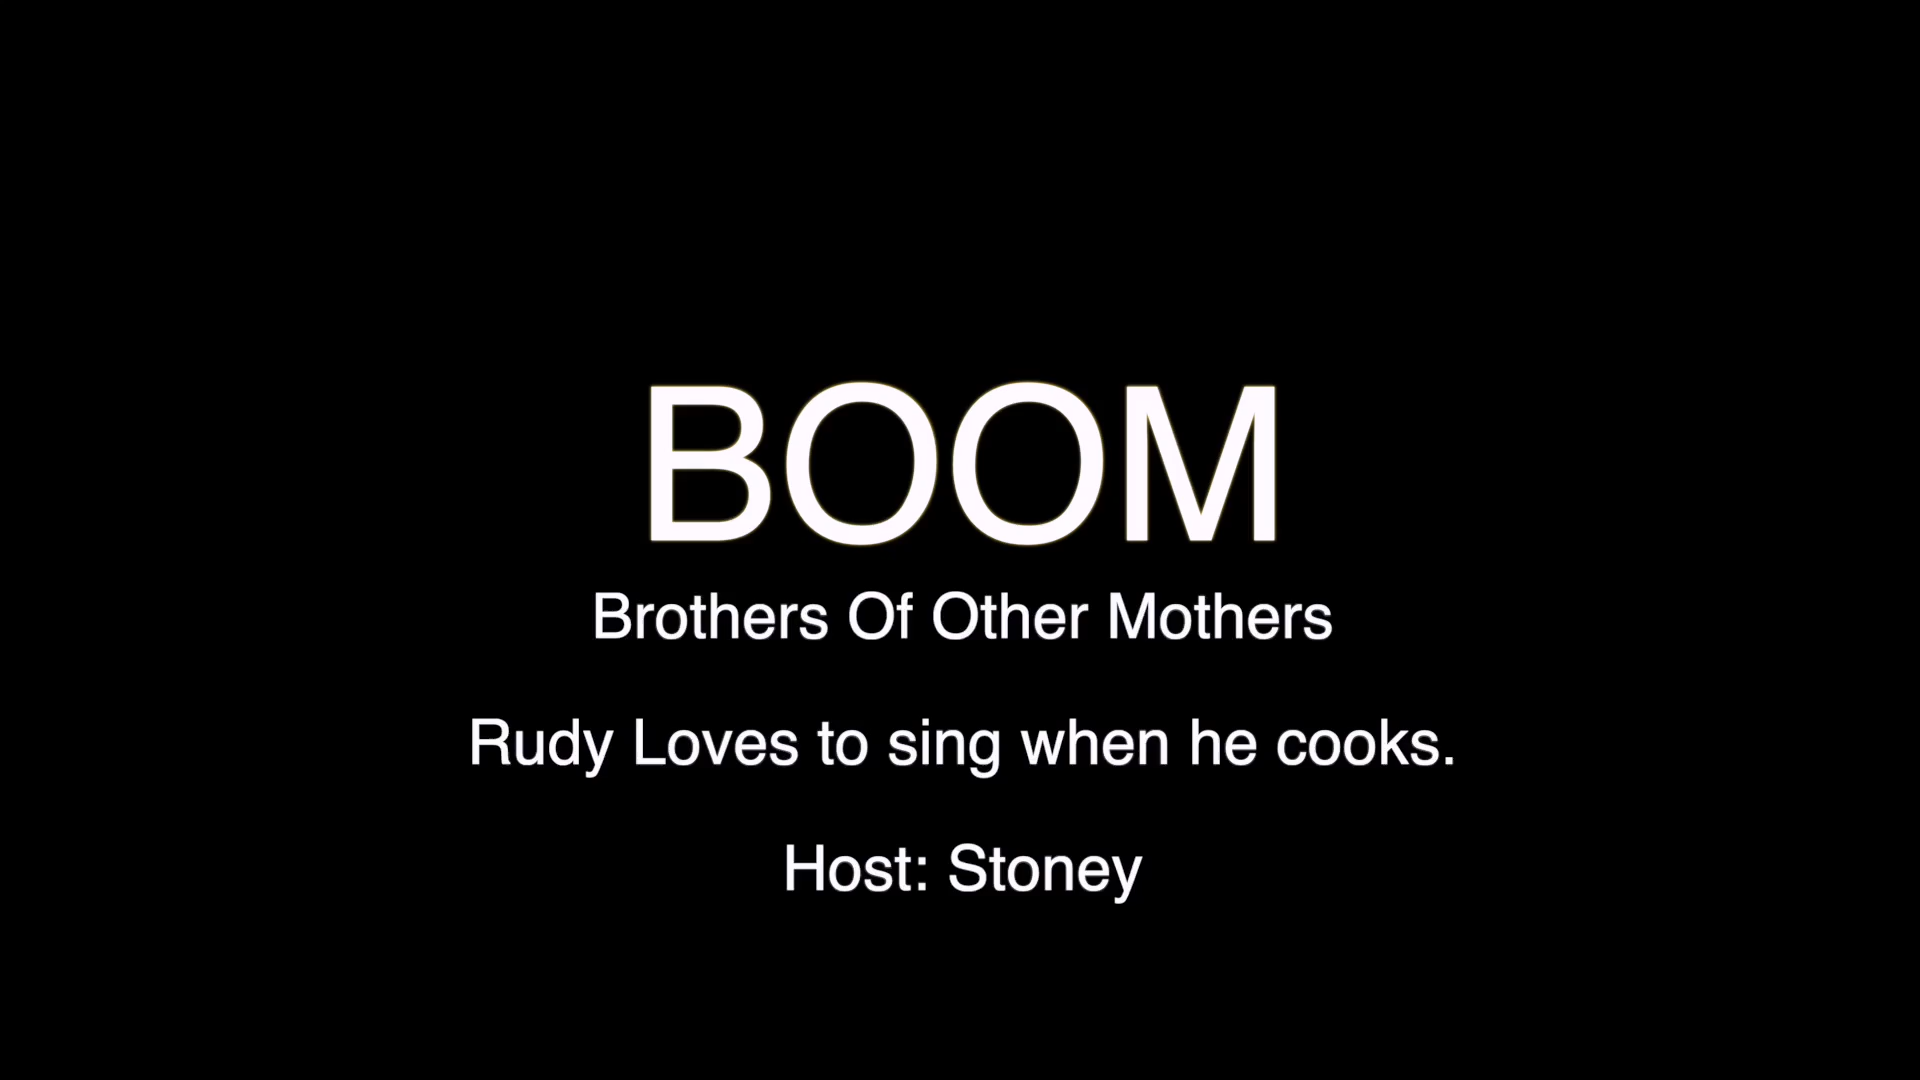 BOOM
Brothers Of Other Mothers
Rudy Loves to sing when he cooks.
Host: Stoney